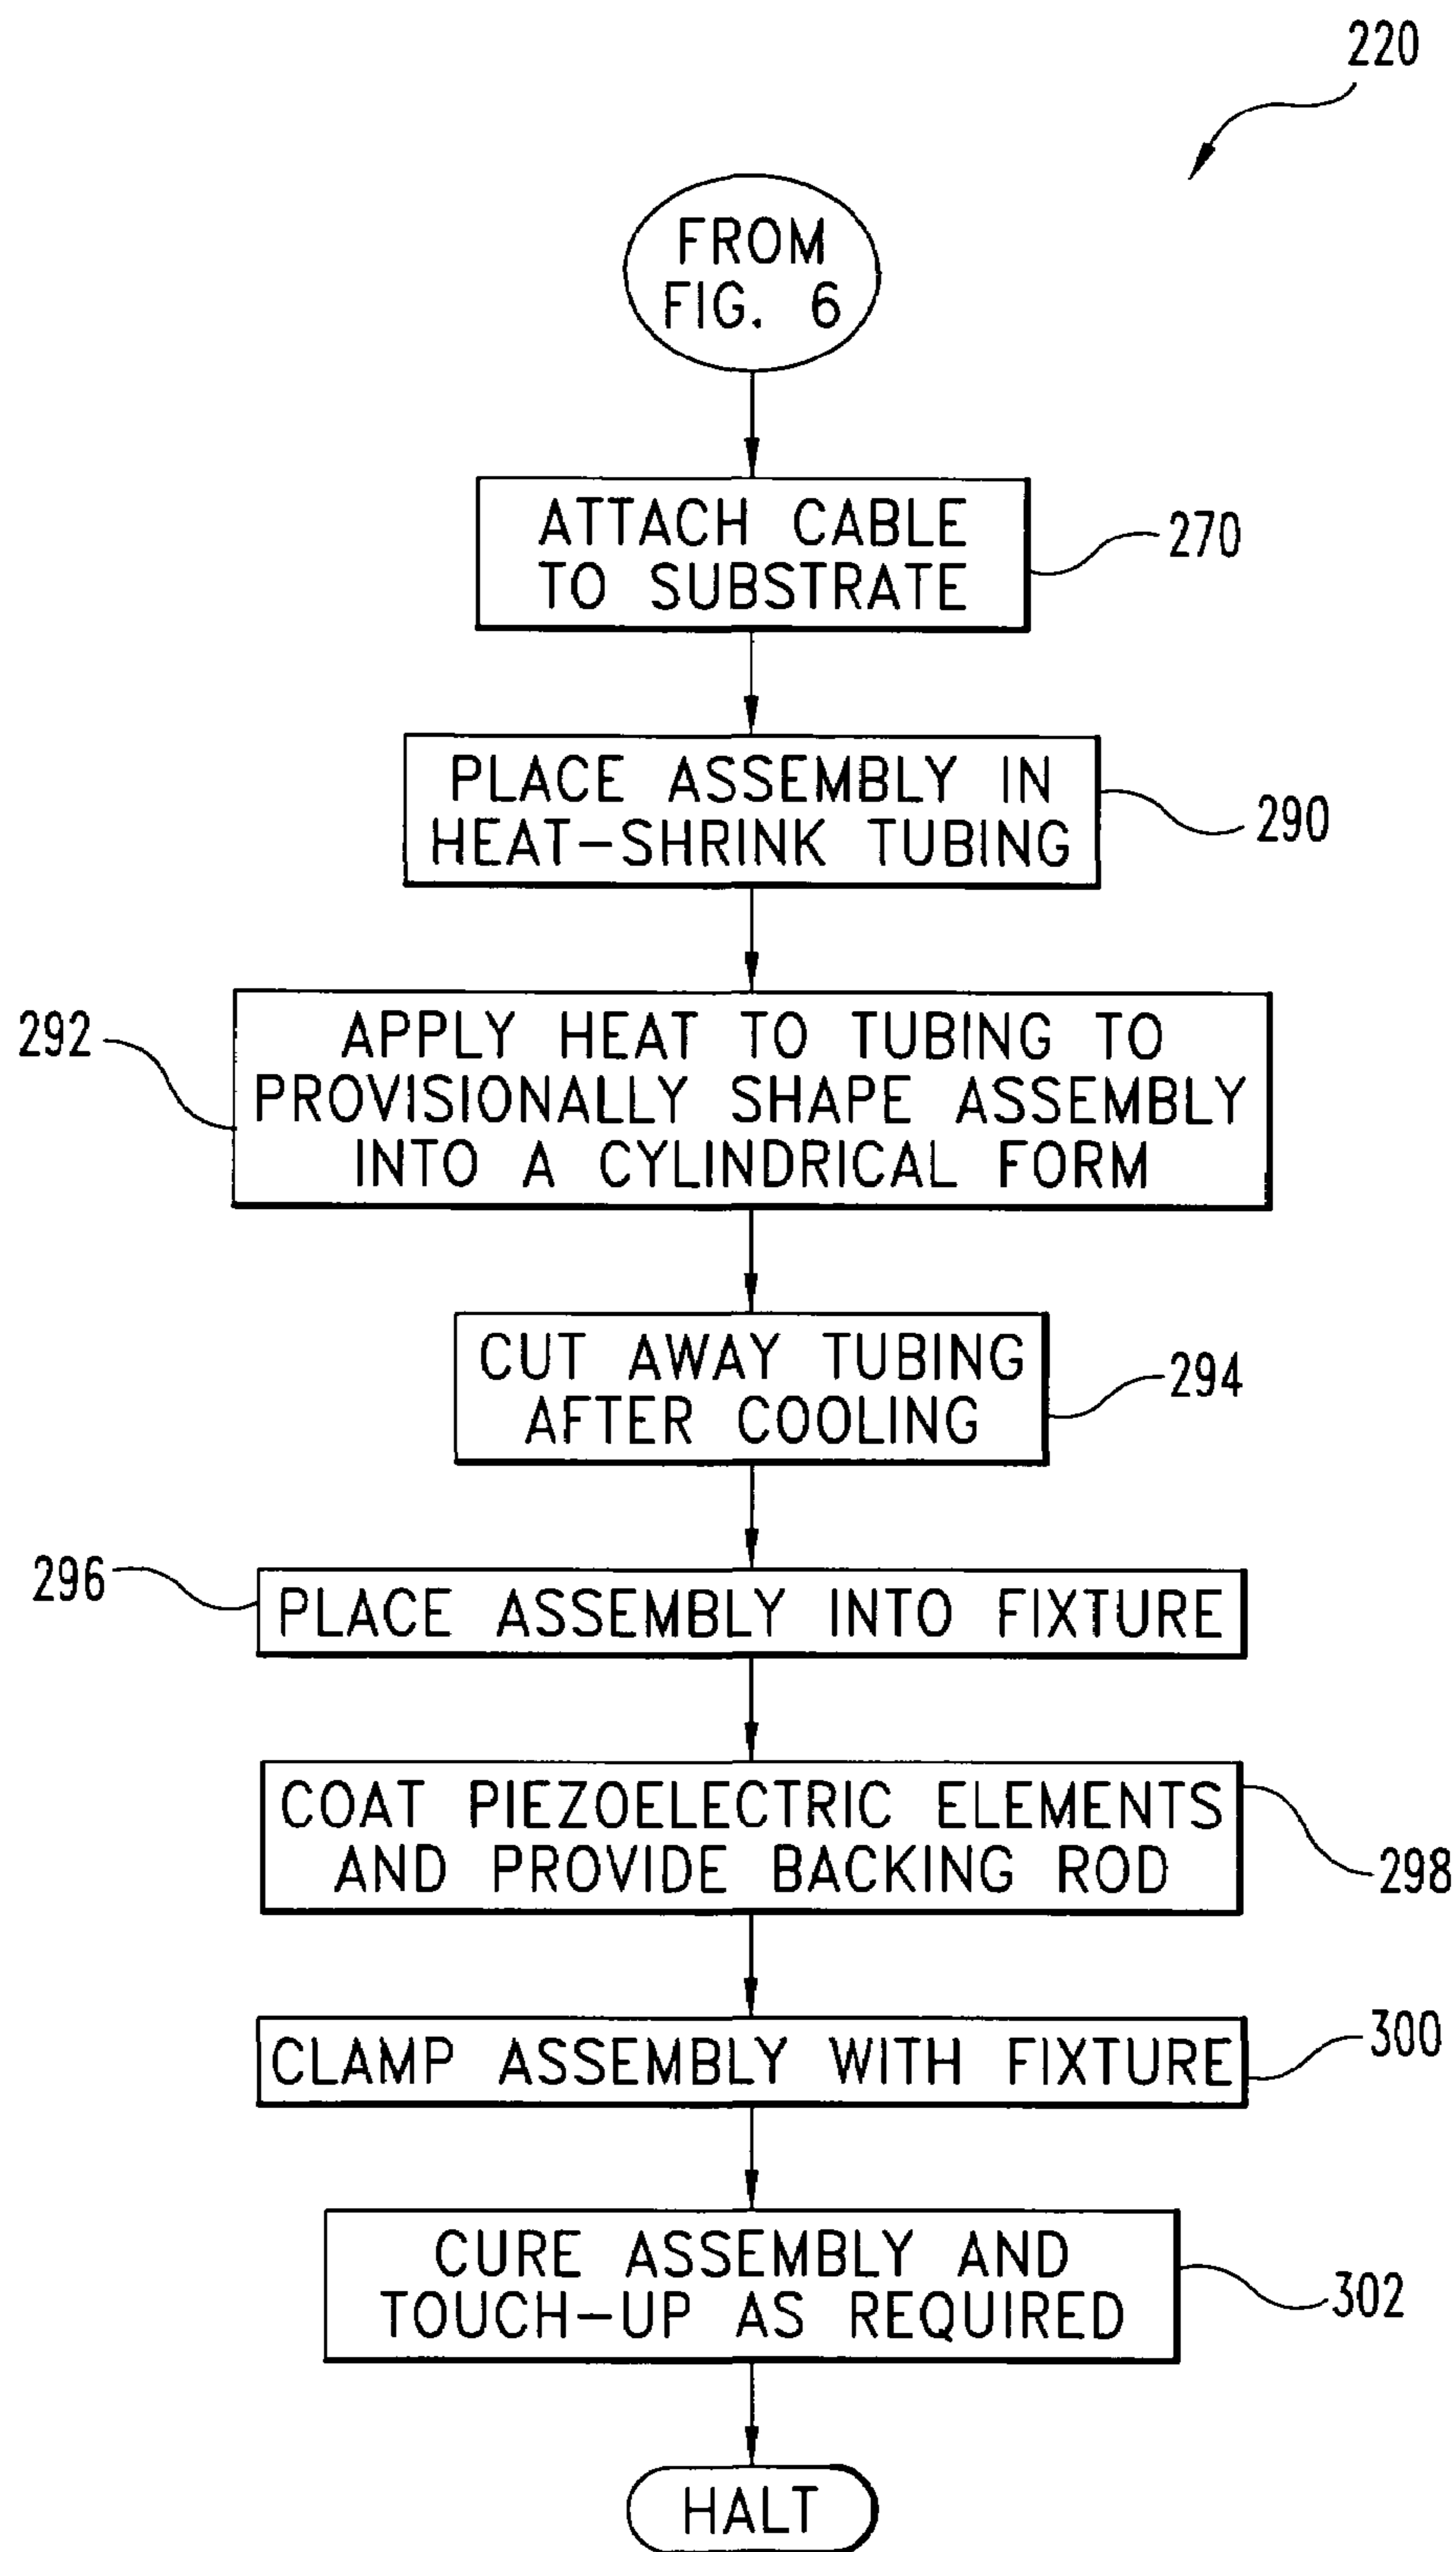 220
FROM
FIG. 6
ATTACH CABLE
TO SUBSTRATE
270
PLACE ASSEMBLY IN
HEAT-SHRINK TUBING
290
292
APPLY HEAT TO TUBING TO
PROVISIONALLY SHAPE ASSEMBLY
INTO A CYLINDRICAL FORM
CUT AWAY TUBING
AFTER COOLING
294
296
PLACE ASSEMBLY INTO FIXTURE
COAT PIEZOELECTRIC ELEMENTS
AND PROVIDE BACKING ROD
298
CLAMP ASSEMBLY WITH FIXTURE
300
CURE ASSEMBLY AND
TOUCH-UP AS REQUIRED
302
HALT